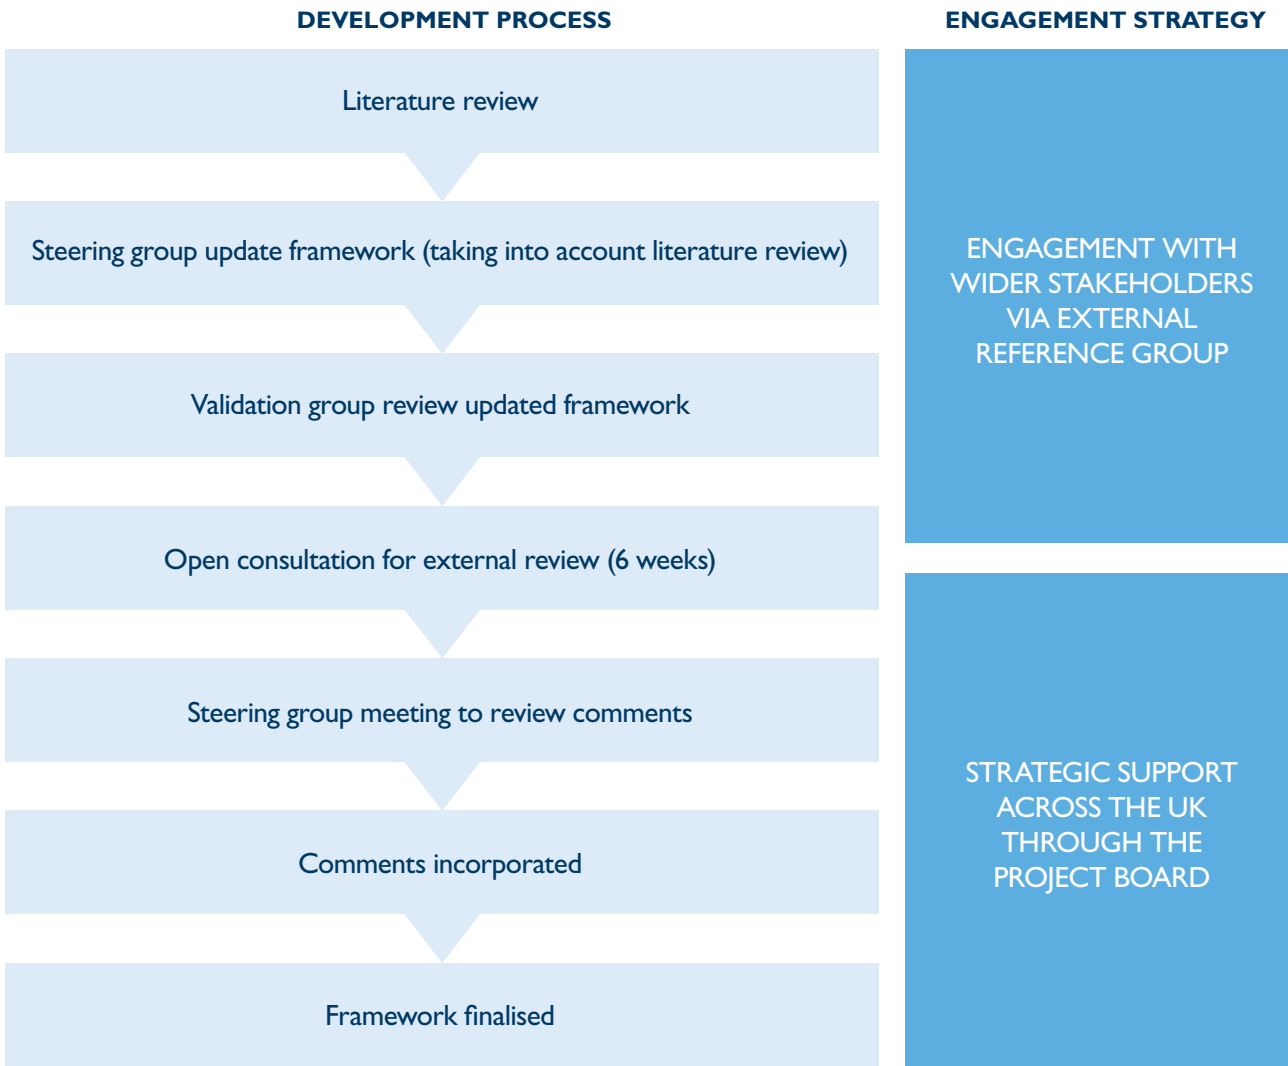 DEVELOPMENT PROCESS
Literature review
Steering group update framework (taking into account literature review)
Validation group review updated framework
Open consultation for external review (6 weeks)
Steering group meeting to review comments
Comments incorporated
Framework finalised
ENGAGEMENT STRATEGY
ENGAGEMENT WITH
WIDER STAKEHOLDERS
VIA EXTERNAL
REFERENCE GROUP
STRATEGIC SUPPORT
ACROSS THE UK
THROUGH THE
PROJECT BOARD